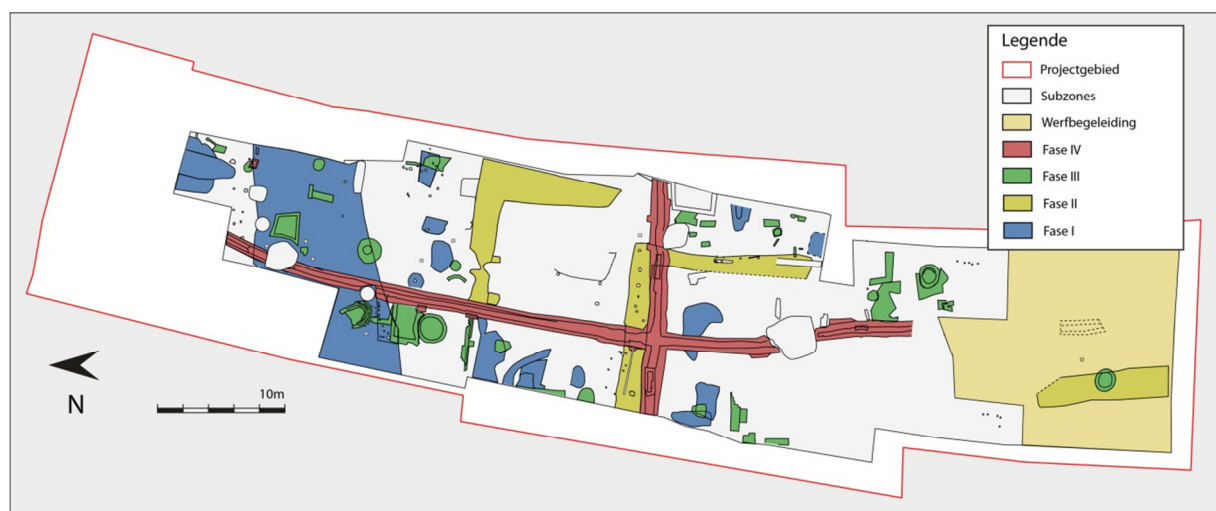 Legende
Projectgebied
Subzones
Werfbegeleiding
Fase IV
Fase III
Fase II
Fase I
N
10m